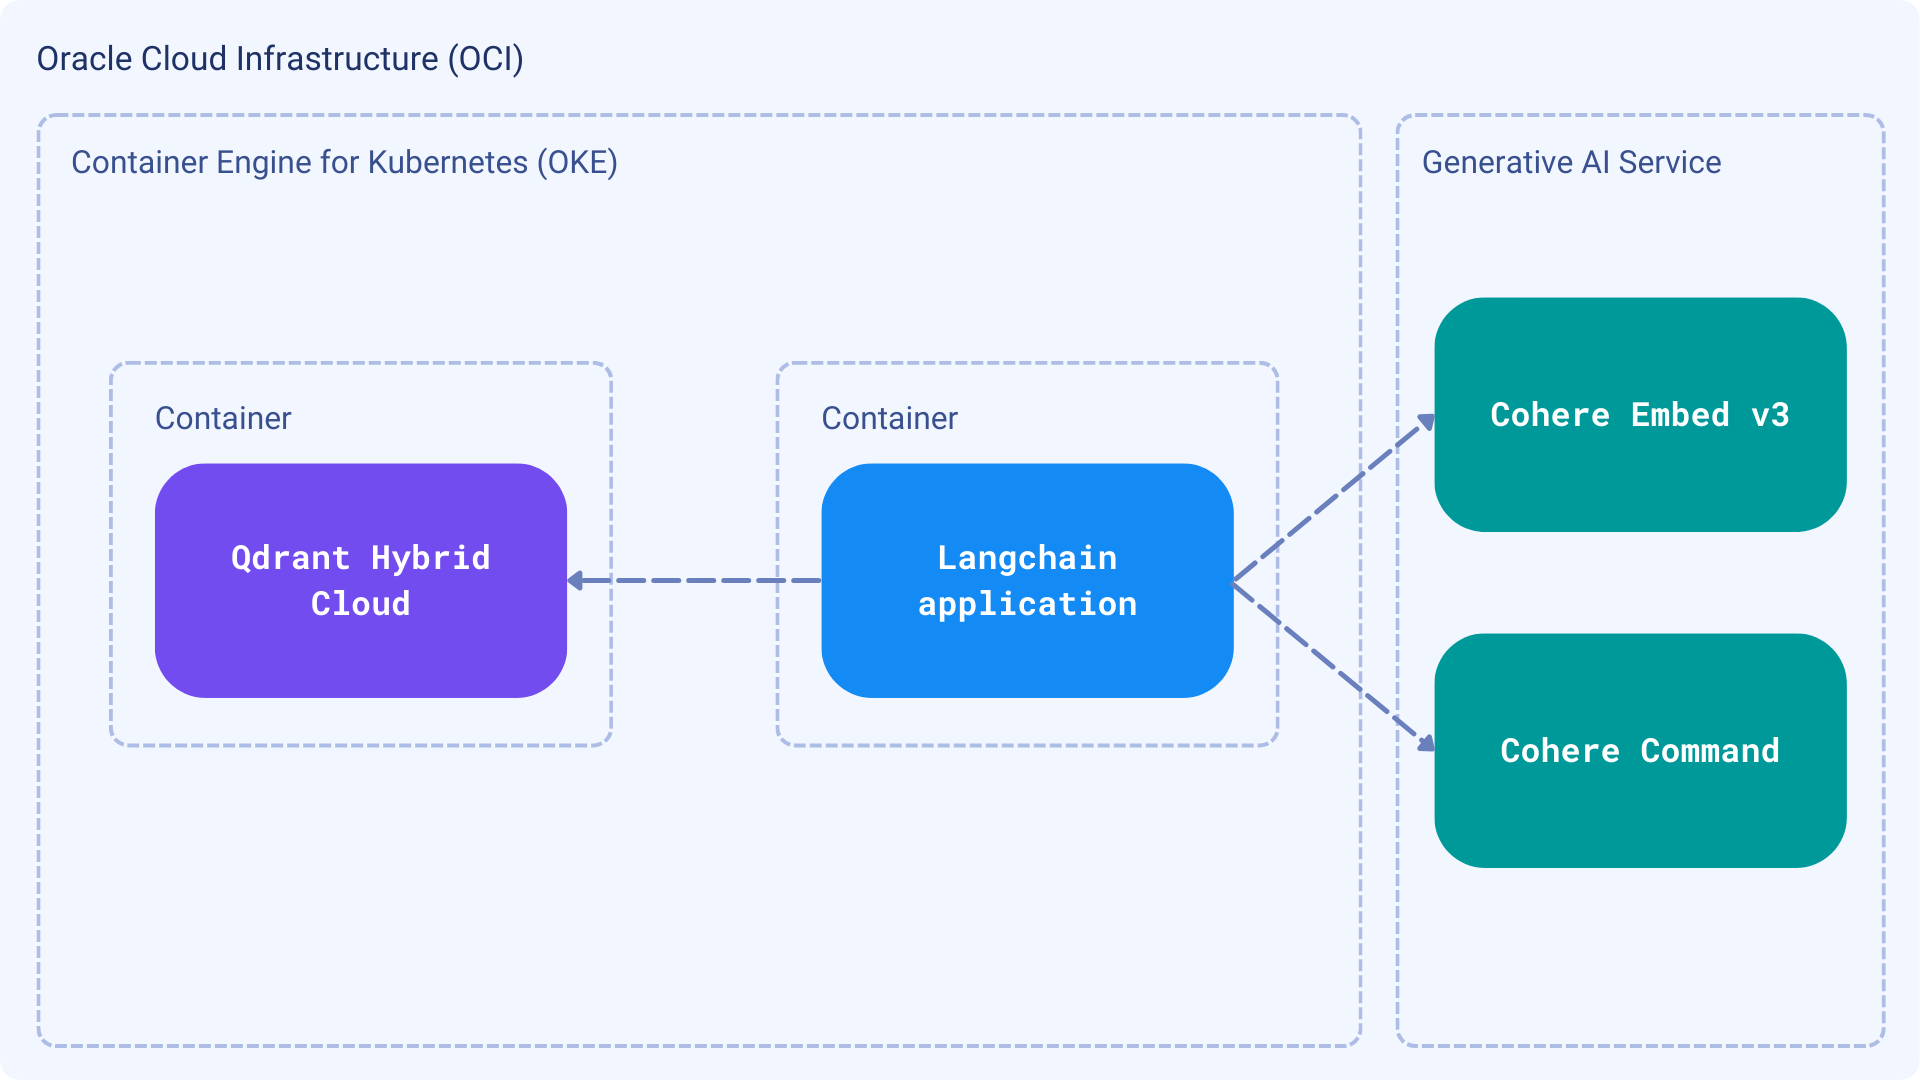 Oracle Cloud Infrastructure (OCI)
Container Engine for Kubernetes (OKE)
Generative AI Service
Container
Qdrant Hybrid
Cloud
Container
Langchain
application
Cohere Embed v3
Cohere Command